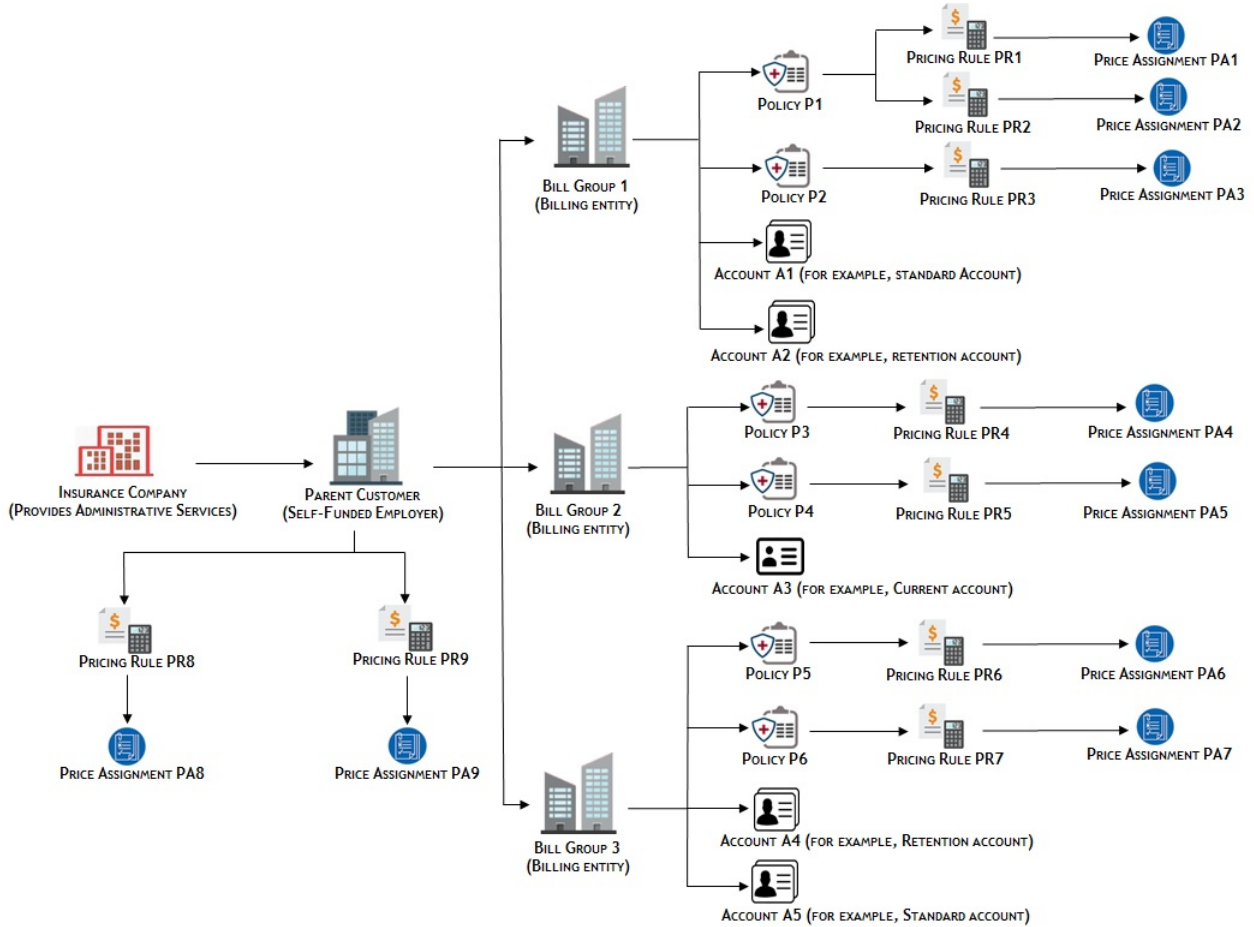 Pricing Rule PR1
Price Assignment PA1
Policy P1
Pricing Rule PR2
Price Assignment PA2
Bill Group 1
(Billing entity)
Policy P2
Pricing Rule PR3
Price Assignment PA3
Account A1 (for example, standard Account)
Account A2 (for example, retention account)
Policy P3
Pricing Rule PR4
Price Assignment PA4
Insurance Company
(Provides Administrative Services)
Parent Customer
(Self-Funded Employer)
Bill Group 2
(Billing entity)
Policy P4
Pricing Rule PR5
Price Assignment PA5
Account A3 (for example, Current account)
Pricing Rule PR8
Pricing Rule PR9
Policy P5
Pricing Rule PR6
Price Assignment PA6
Price Assignment PA8
Price Assignment PA9
Policy P6
Pricing Rule PR7
Price Assignment PA7
Bill Group 3
(Billing entity)
Account A4 (for example, Retention account)
Account A5 (for example, Standard account)